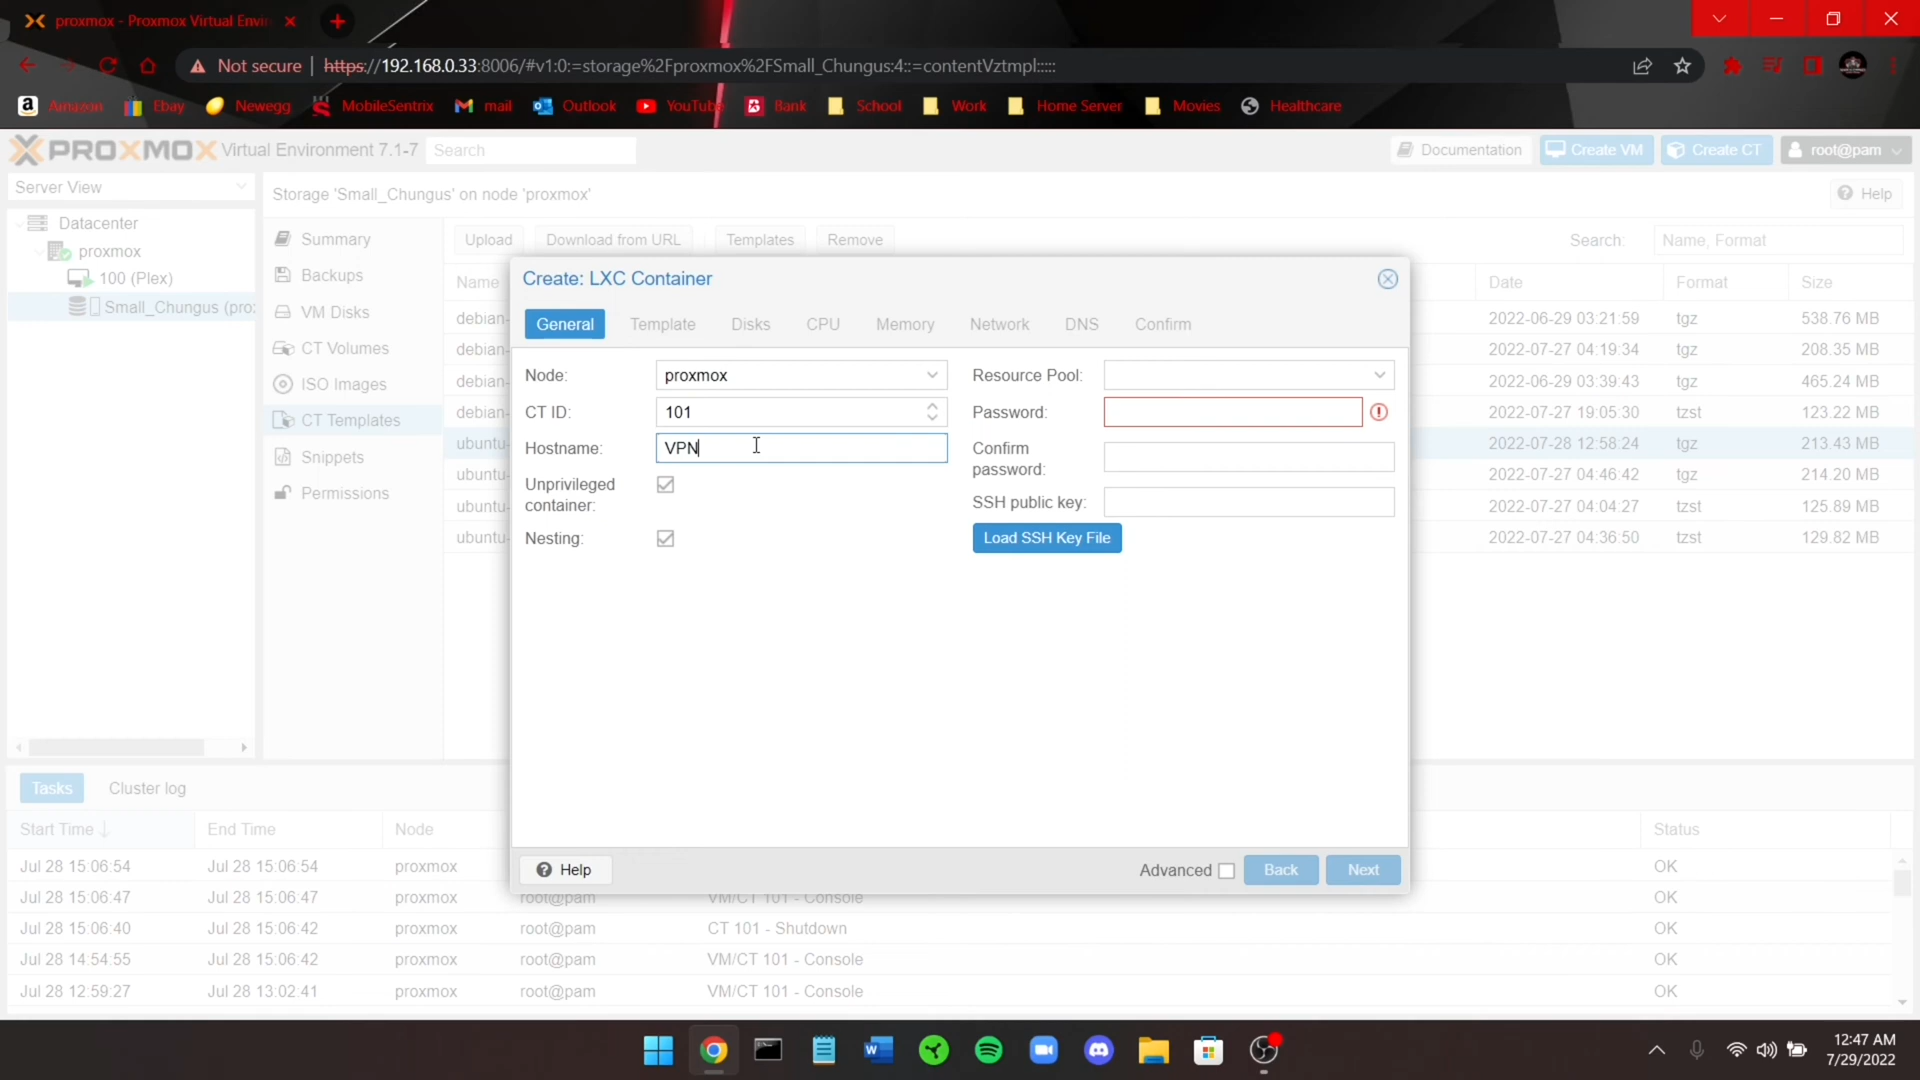 proxmox - Proxmox Virtual Envir
Not secure | https://192.168.0.33:8006/#v1:0:=storage%2Fproxmox%2FSmall_Chungus:4::=contentVztmpl:::::
Amazon Ebay Newegg MobileSentrix mail Outlook YouTube Bank School Work Home Server Movies Healthcare
PROXMOX Virtual Environment 7.1-7 Search Documentation Create VM Create CT root@pam
Server View Storage 'Small_Chungus' on node 'proxmox' Help
Datacenter
proxmox
100 (Plex)
Small_Chungus (pro:
Summary
Backups
VM Disks
CT Volumes
ISO Images
CT Templates
Snippets
Permissions
Upload Download from URL Templates Remove Search: Name, Format
Name Date Format Size
debian- 2022-06-29 03:21:59 tgz 538.76 MB
debian- 2022-07-27 04:19:34 tgz 208.35 MB
debian- 2022-06-29 03:39:43 tgz 465.24 MB
debian- 2022-07-27 19:05:30 tzst 123.22 MB
ubuntu- 2022-07-28 12:58:24 tgz 213.43 MB
ubuntu- 2022-07-27 04:46:42 tgz 214.20 MB
ubuntu- 2022-07-27 04:04:27 tzst 125.89 MB
ubuntu- 2022-07-27 04:36:50 tzst 129.82 MB
Create: LXC Container
General Template Disks CPU Memory Network DNS Confirm
Node: proxmox
CT ID: 101
Hostname: VPN
Unprivileged
container:
Nesting:
Resource Pool:
Password:
Confirm
password:
SSH public key:
Load SSH Key File
Help Advanced Back Next
Tasks Cluster log
Start Time End Time Node Status
Jul 28 15:06:54 Jul 28 15:06:54 proxmox OK
Jul 28 15:06:47 Jul 28 15:06:47 proxmox root@pam VM/CT 101 - Console OK
Jul 28 15:06:40 Jul 28 15:06:42 proxmox root@pam CT 101 - Shutdown OK
Jul 28 14:54:55 Jul 28 15:06:42 proxmox root@pam VM/CT 101 - Console OK
Jul 28 12:59:27 Jul 28 13:02:41 proxmox root@pam VM/CT 101 - Console OK
12:47 AM
7/29/2022